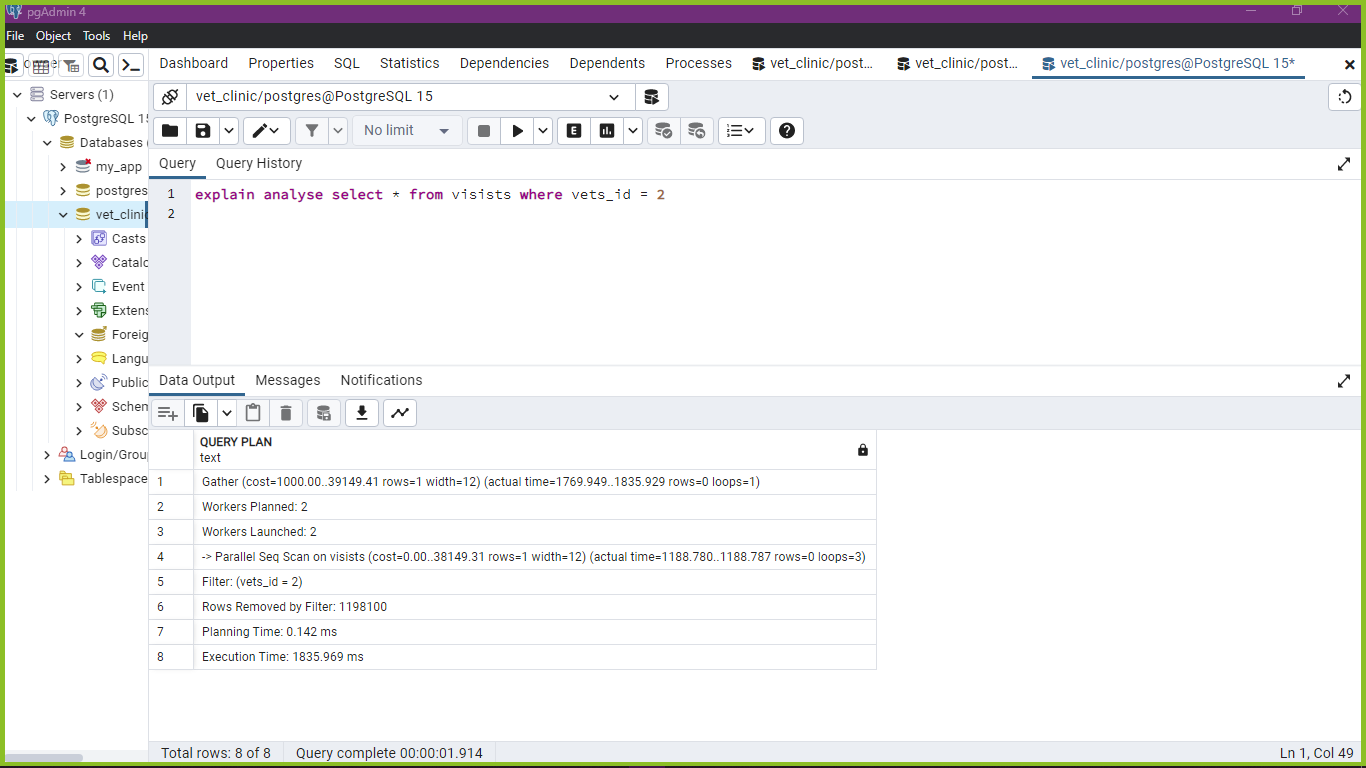 pgAdmin 4
File Object Tools Help
Dashboard Properties SQL Statistics Dependencies Dependents Processes vet_clinic/post... vet_clinic/post... vet_clinic/postgres@PostgreSQL 15*
Servers (1)
PostgreSQL 15
Databases (
my_app
postgres
vet_clinic
Casts
Catalo
Event
Extens
Foreig
Langu
Public
Schem
Subsc
Login/Grou
Tablespace
vet_clinic/postgres@PostgreSQL 15
No limit
E
Query Query History
1 explain analyse select * from visists where vets_id = 2
2
Data Output Messages Notifications
QUERY PLAN
text
1 Gather (cost=1000.00..39149.41 rows=1 width=12) (actual time=1769.949..1835.929 rows=0 loops=1)
2 Workers Planned: 2
3 Workers Launched: 2
4 -> Parallel Seq Scan on visists (cost=0.00..38149.31 rows=1 width=12) (actual time=1188.780..1188.787 rows=0 loops=3)
5 Filter: (vets_id = 2)
6 Rows Removed by Filter: 1198100
7 Planning Time: 0.142 ms
8 Execution Time: 1835.969 ms
Total rows: 8 of 8 Query complete 00:00:01.914 Ln 1, Col 49